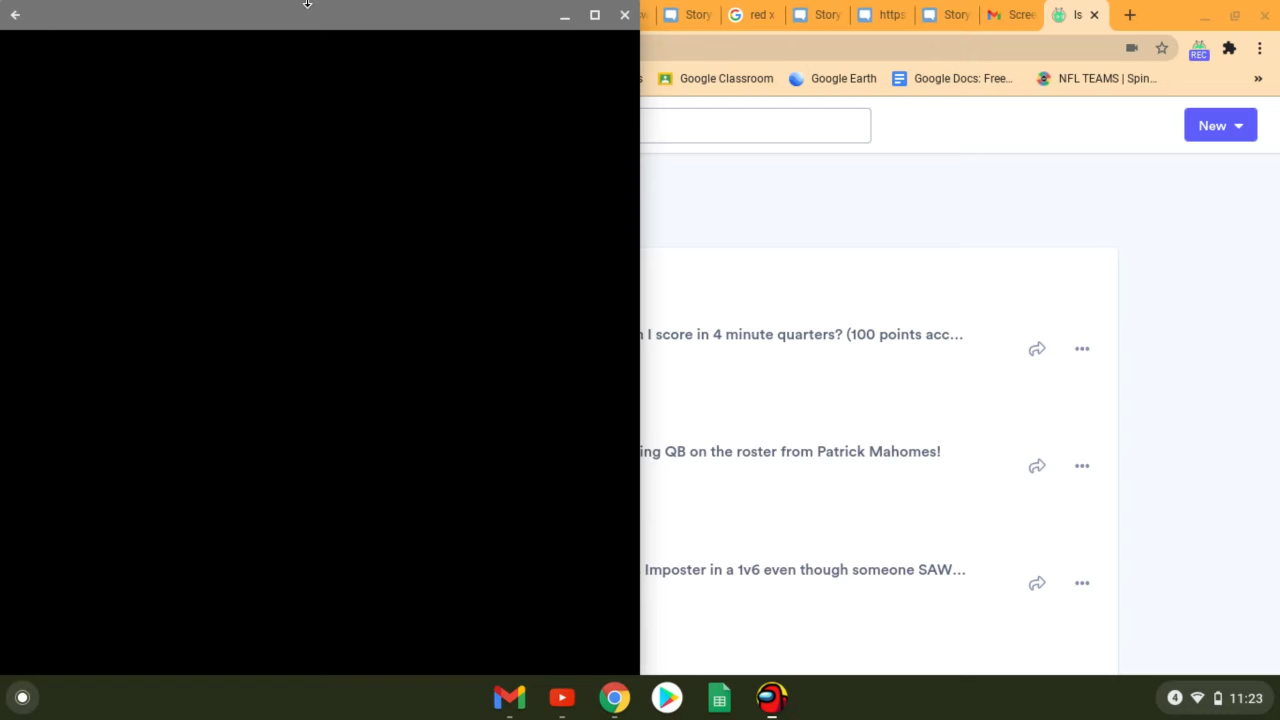 Story
red x
Story
https
Story
Scree
Is
REC
Google Classroom
Google Earth
Google Docs: Free...
NFL TEAMS | Spin...
»
New
I score in 4 minute quarters? (100 points acc...
ing QB on the roster from Patrick Mahomes!
Imposter in a 1v6 even though someone SAW...
4
11:23